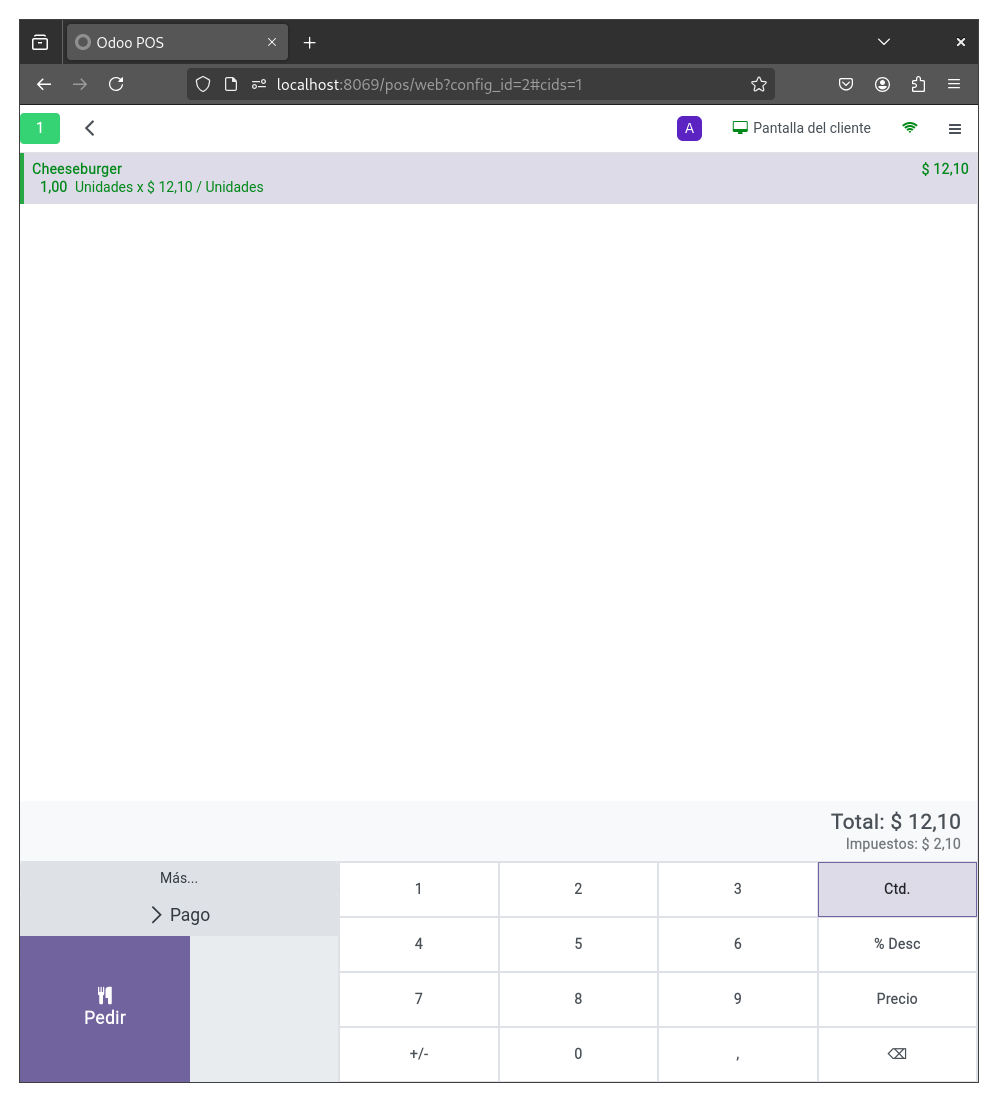 Odoo POS
localhost:8069/pos/web?config_id=2#cids=1
1
A
Pantalla del cliente
Cheeseburger
$ 12,10
1,00 Unidades x $ 12,10 / Unidades
Total: $ 12,10
Impuestos: $ 2,10
Más...
Pago
Pedir
1 2 3 Ctd.
4 5 6 % Desc
7 8 9 Precio
+/- 0 , ⌫